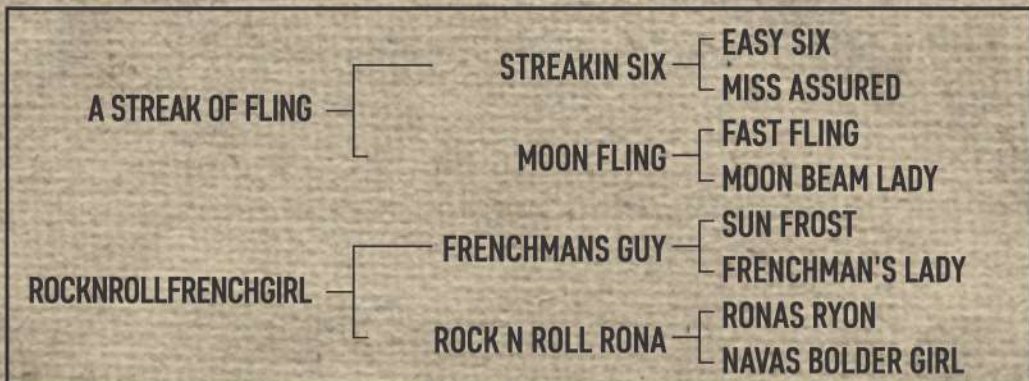 EASY SIX
STREAKIN SIX
MISS ASSURED
A STREAK OF FLING
FAST FLING
MOON FLING
MOON BEAM LADY
SUN FROST
FRENCHMANS GUY
FRENCHMAN'S LADY
ROCKNROLLFRENCHGIRL
RONAS RYON
ROCK N ROLL RONA
NAVAS BOLDER GIRL